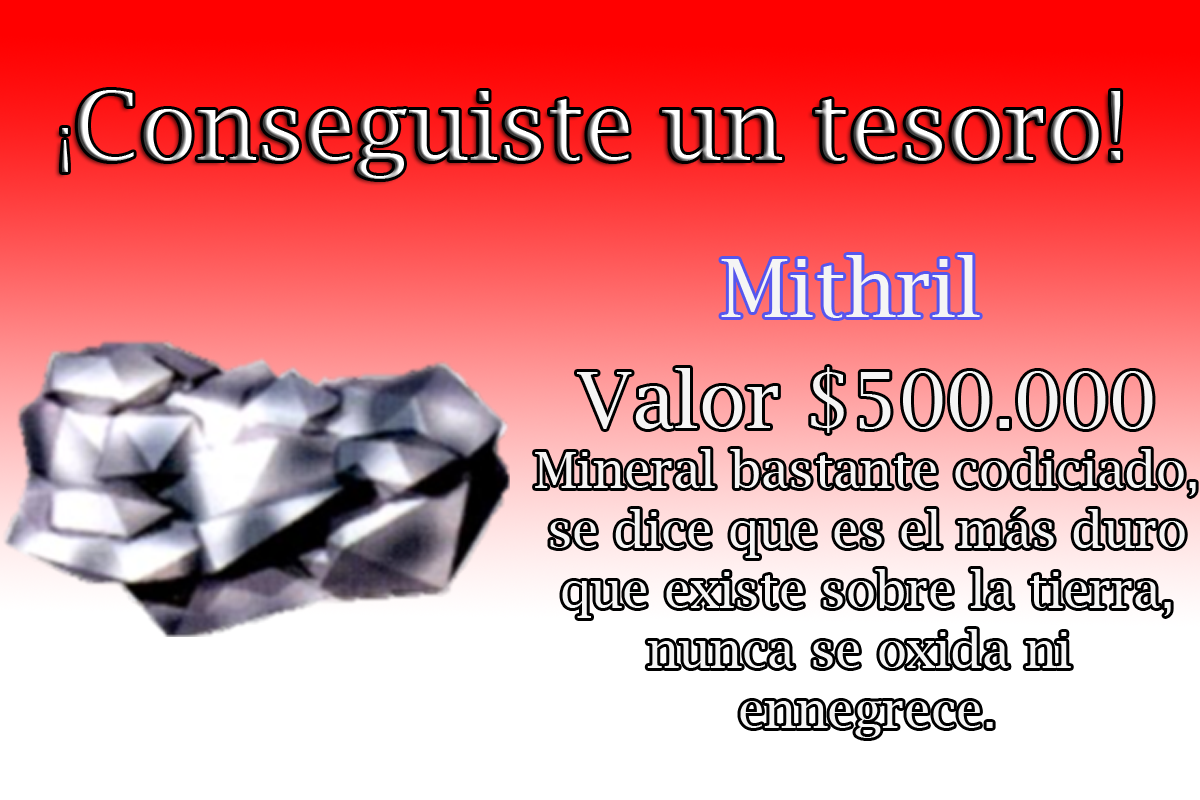 ¡Conseguiste un tesoro!
Mithril
Valor $500.000
Mineral bastante codiciado,
se dice que es el más duro
que existe sobre la tierra,
nunca se oxida ni
ennegrece.